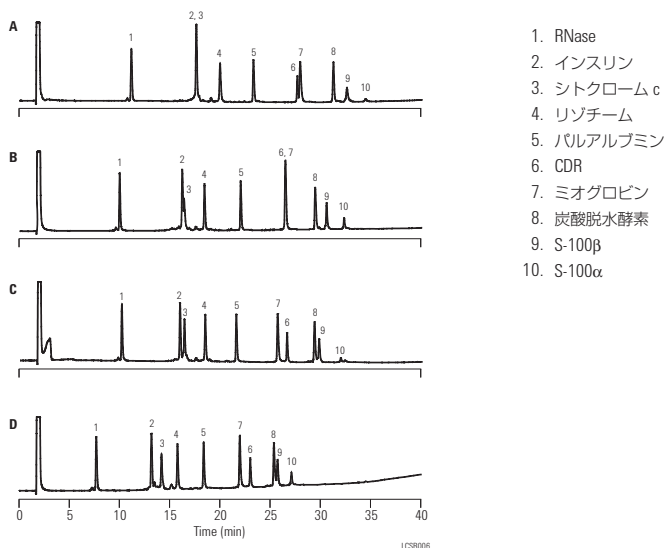 A
1
2, 3
4
5
6
7
8
9
10
B
1
2
3
4
5
6, 7
8
9
10
C
1
2
3
4
5
7
6
8
9
10
D
1
2
3
4
5
7
6
8
9
10
0 5 10 15 20 25 30 35 40
Time (min)
LCSB006
1. RNase
2. インスリン
3. シトクローム c
4. リゾチーム
5. パルアルブミン
6. CDR
7. ミオグロビン
8. 炭酸脱水酵素
9. S-100β
10. S-100α